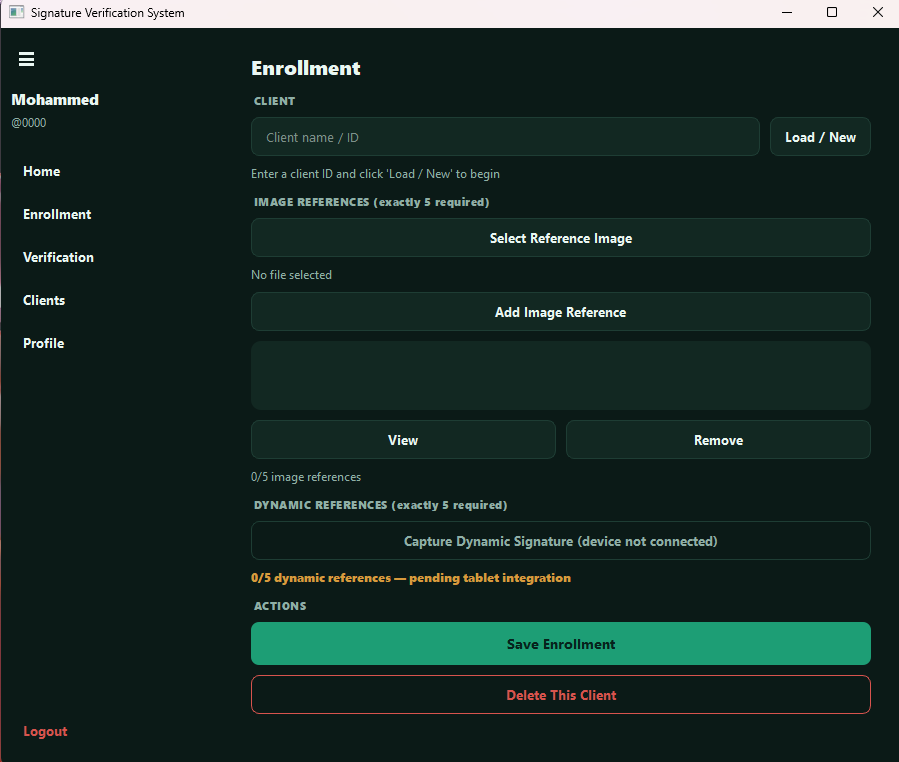 Signature Verification System
Mohammed
@0000
Home
Enrollment
Verification
Clients
Profile
Logout
Enrollment
CLIENT
Client name / ID
Load / New
Enter a client ID and click 'Load / New' to begin
IMAGE REFERENCES (exactly 5 required)
Select Reference Image
No file selected
Add Image Reference
View
Remove
0/5 image references
DYNAMIC REFERENCES (exactly 5 required)
Capture Dynamic Signature (device not connected)
0/5 dynamic references — pending tablet integration
ACTIONS
Save Enrollment
Delete This Client